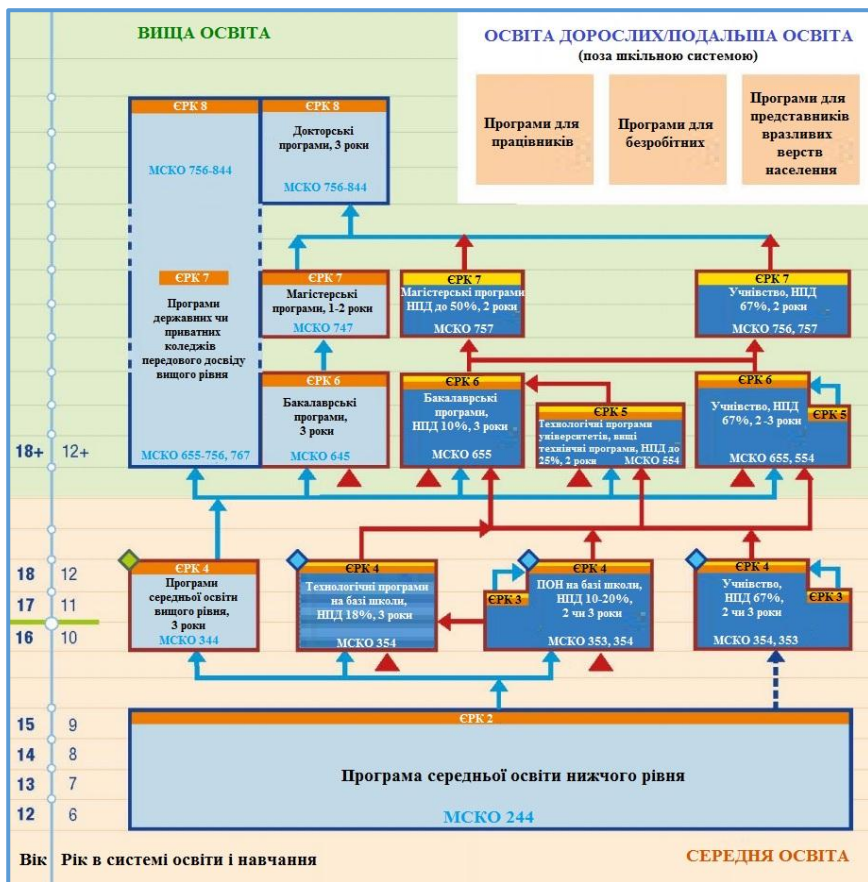 ВИЩА ОСВІТА
ОСВІТА ДОРОСЛИХ/ПОДАЛЬША ОСВІТА
(поза шкільною системою)
Програми для
працівників
Програми для
безробітних
Програми для
представників
вразливих
верств
населення
ЄРК 8
МСКО 756-844
ЄРК 7
Програми
державних чи
приватних
коледжів
передового досвіду
вищого рівня
МСКО 655-756, 767
ЄРК 8
Докторські
програми, 3 роки
МСКО 756-844
ЄРК 7
Магістерські
програми, 1-2 роки
МСКО 747
ЄРК 7
Магістерські програми
НПД до 50%, 2 роки
МСКО 757
ЄРК 7
Учнівство, НПД
67%, 2 роки
МСКО 756, 757
ЄРК 6
Бакалаврські
програми,
3 роки
МСКО 645
ЄРК 6
Бакалаврські
програми,
НПД 10%, 3 роки
МСКО 655
ЄРК 5
Технологічні програми
університетів, вищі
технічні програми, НПД до
25%, 2 роки МСКО 554
ЄРК 6
Учнівство, НПД
67%, 2 -3 роки
МСКО 655, 554
ЄРК 5
18+ 12+
ЄРК 4
Програми
середньої освіти
вищого рівня,
3 роки
МСКО 344
ЄРК 4
Технологічні програми
на базі школи,
НПД 18%, 3 роки
МСКО 354
ЄРК 3
ЄРК 4
ПОН на базі школи,
НПД 10-20%,
2 чи 3 роки
МСКО 353, 354
ЄРК 4
Учнівство,
НПД 67%,
2 чи 3 роки
МСКО 354, 353
ЄРК 3
18 12
17 11
16 10
15 9
14 8
13 7
12 6
ЄРК 2
Програма середньої освіти нижчого рівня
МСКО 244
Вік Рік в системі освіти і навчання
СЕРЕДНЯ ОСВІТА